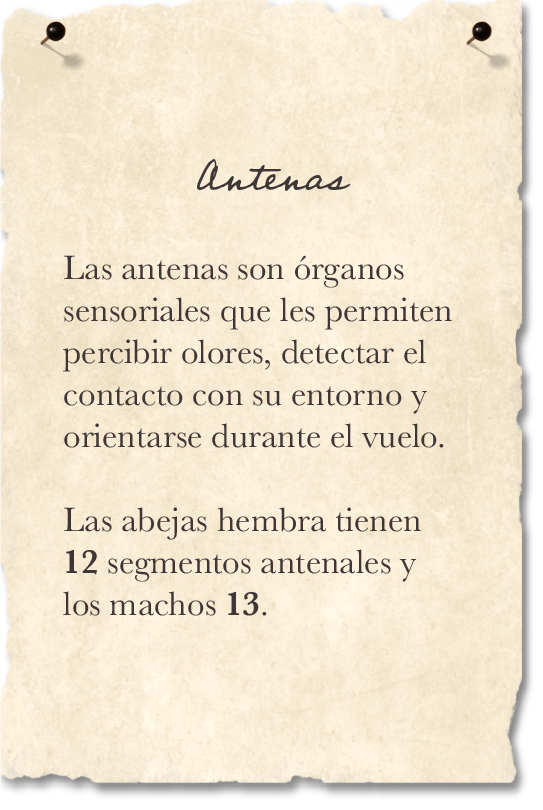 Antenas
Las antenas son órganos
sensoriales que les permiten
percibir olores, detectar el
contacto con su entorno y
orientarse durante el vuelo.
Las abejas hembra tienen
12 segmentos antenales y
los machos 13.